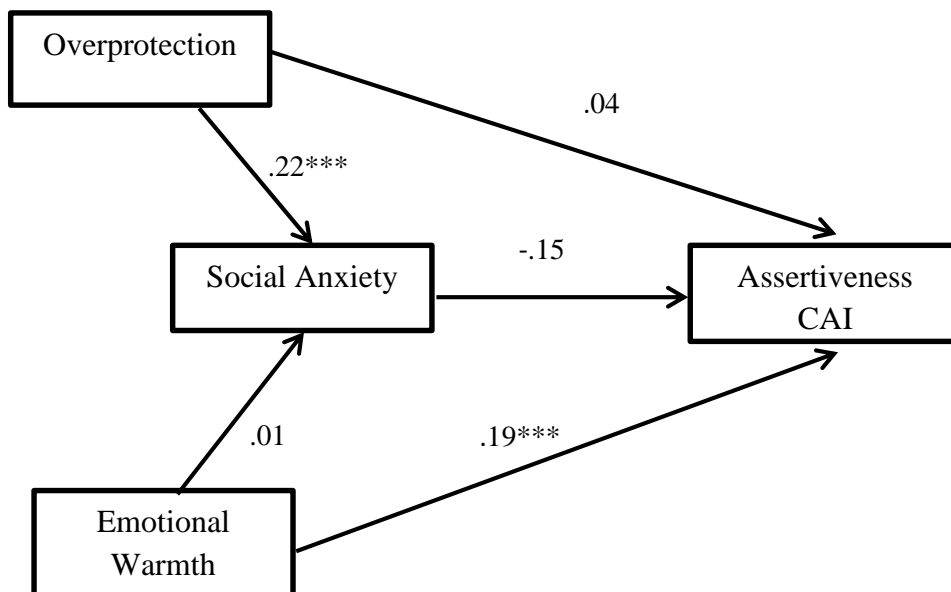 Overprotection
.04
.22***
Social Anxiety
-.15
Assertiveness
CAI
.01
.19***
Emotional
Warmth